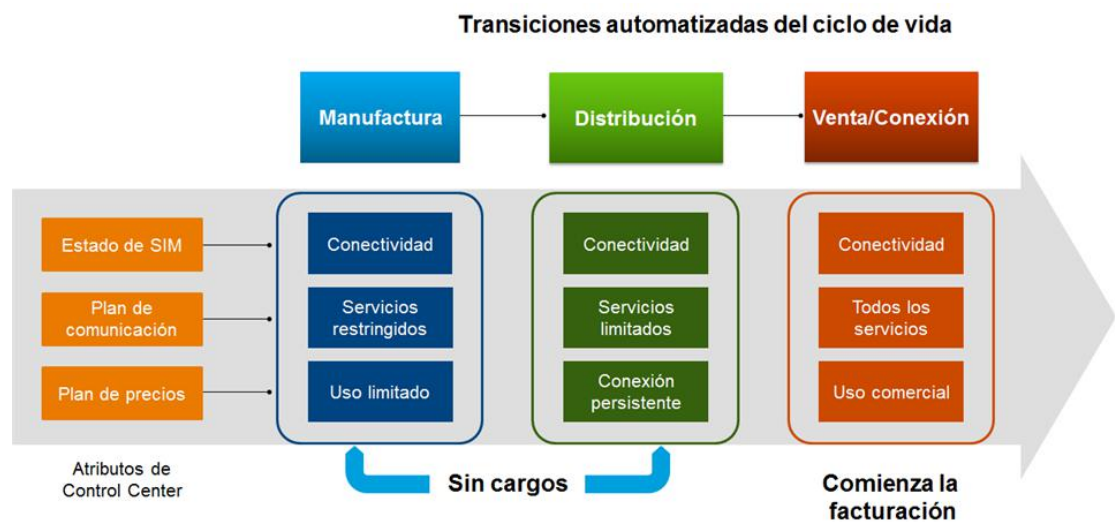 Transiciones automatizadas del ciclo de vida
Manufactura
Distribución
Venta/Conexión
Estado de SIM
Conectividad
Conectividad
Conectividad
Plan de
comunicación
Servicios
restringidos
Servicios
limitados
Todos los
servicios
Plan de precios
Uso limitado
Conexión
persistente
Uso comercial
Atributos de
Control Center
Sin cargos
Comienza la
facturación